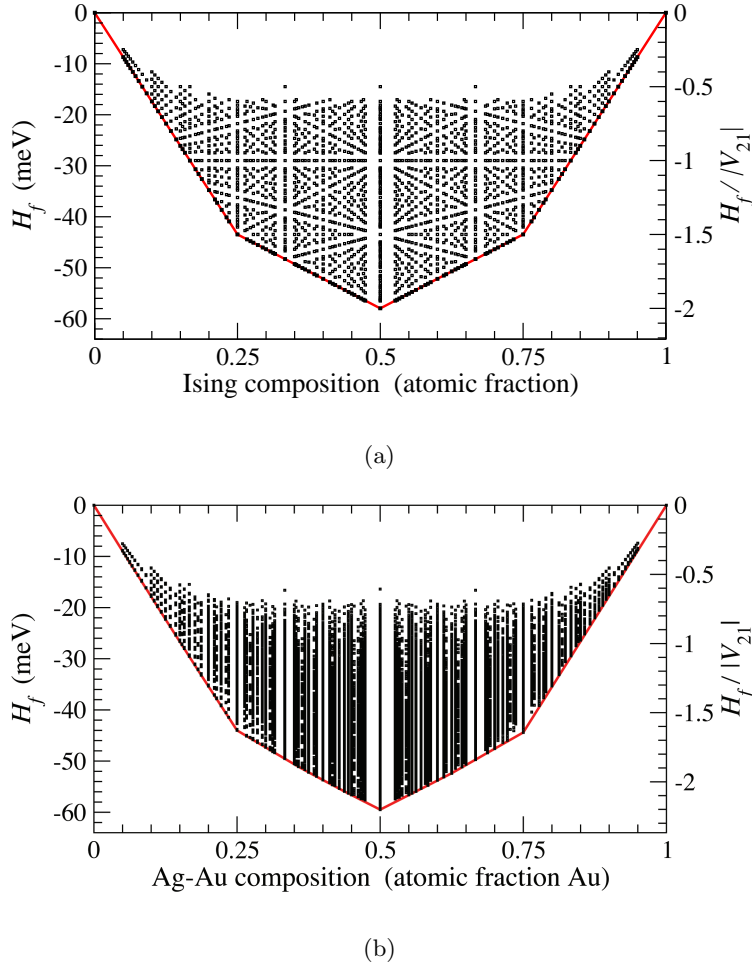 0
-10
-20
-30
-40
-50
-60
H_f (meV)
0
-0.5
-1
-1.5
-2
H_f / |V_21|
0 0.25 0.5 0.75 1
Ising composition (atomic fraction)
(a)
0
-10
-20
-30
-40
-50
-60
H_f (meV)
0
-0.5
-1
-1.5
-2
H_f / |V_21|
0 0.25 0.5 0.75 1
Ag-Au composition (atomic fraction Au)
(b)